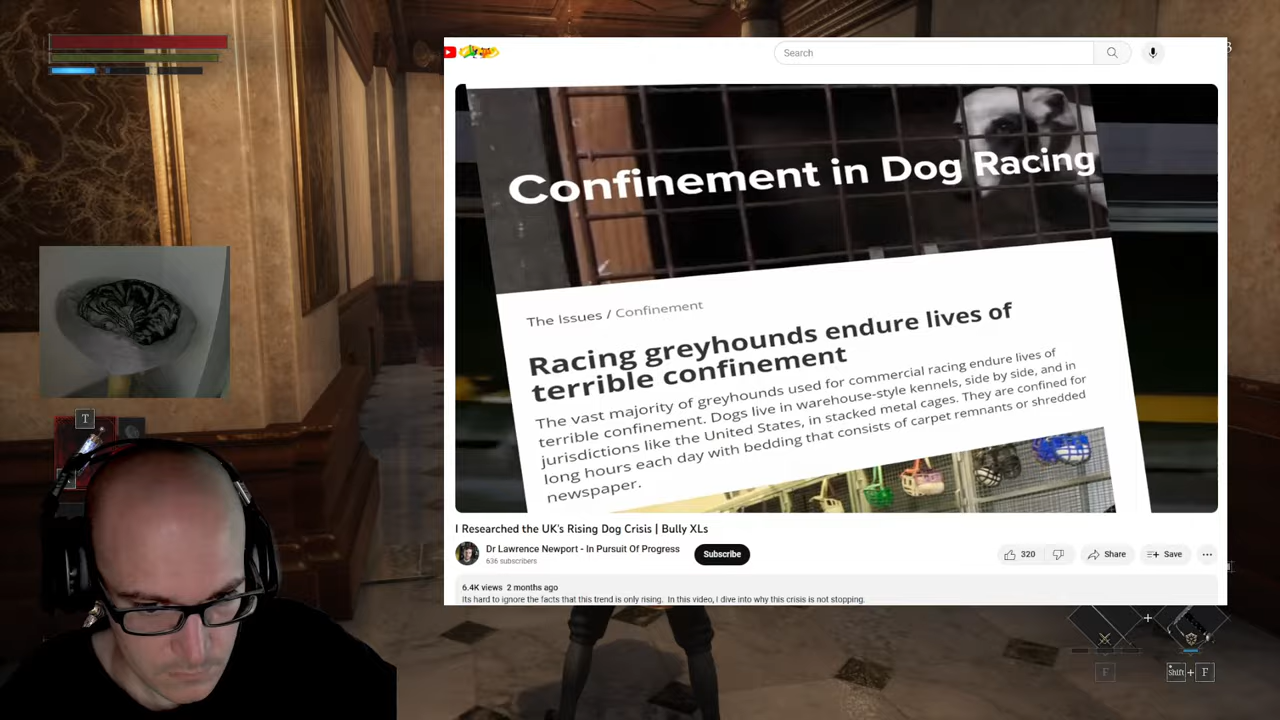 Search
Confinement in Dog Racing
The Issues / Confinement
Racing greyhounds endure lives of
terrible confinement
The vast majority of greyhounds used for commercial racing endure lives of
terrible confinement. Dogs live in warehouse-style kennels, side by side, and in
jurisdictions like the United States, in stacked metal cages. They are confined for
long hours each day with bedding that consists of carpet remnants or shredded
newspaper.
I Researched the UK's Rising Dog Crisis | Bully XLs
Dr Lawrence Newport - In Pursuit Of Progress
636 subscribers
Subscribe
320
Share
Save
6.4K views 2 months ago
Its hard to ignore the facts that this trend is only rising. In this video, I dive into why this crisis is not stopping.
T
F
Shift + F